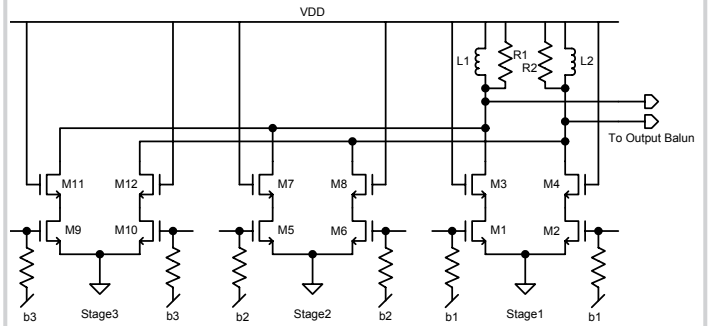 VDD
L1
R1
R2
L2
To Output Balun
M11
M12
M7
M8
M3
M4
M9
M10
M5
M6
M1
M2
b3
Stage3
b3
b2
Stage2
b2
b1
Stage1
b1